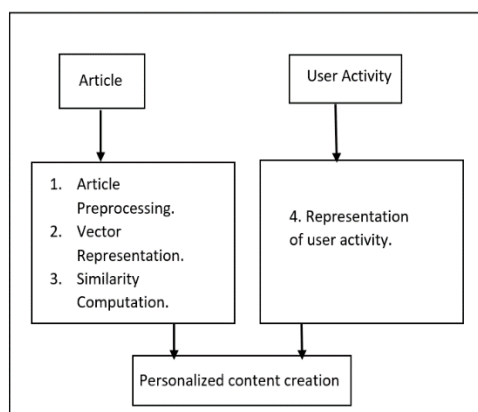 Article
User Activity
1. Article
Preprocessing.
2. Vector
Representation.
3. Similarity
Computation.
4. Representation
of user activity.
Personalized content creation